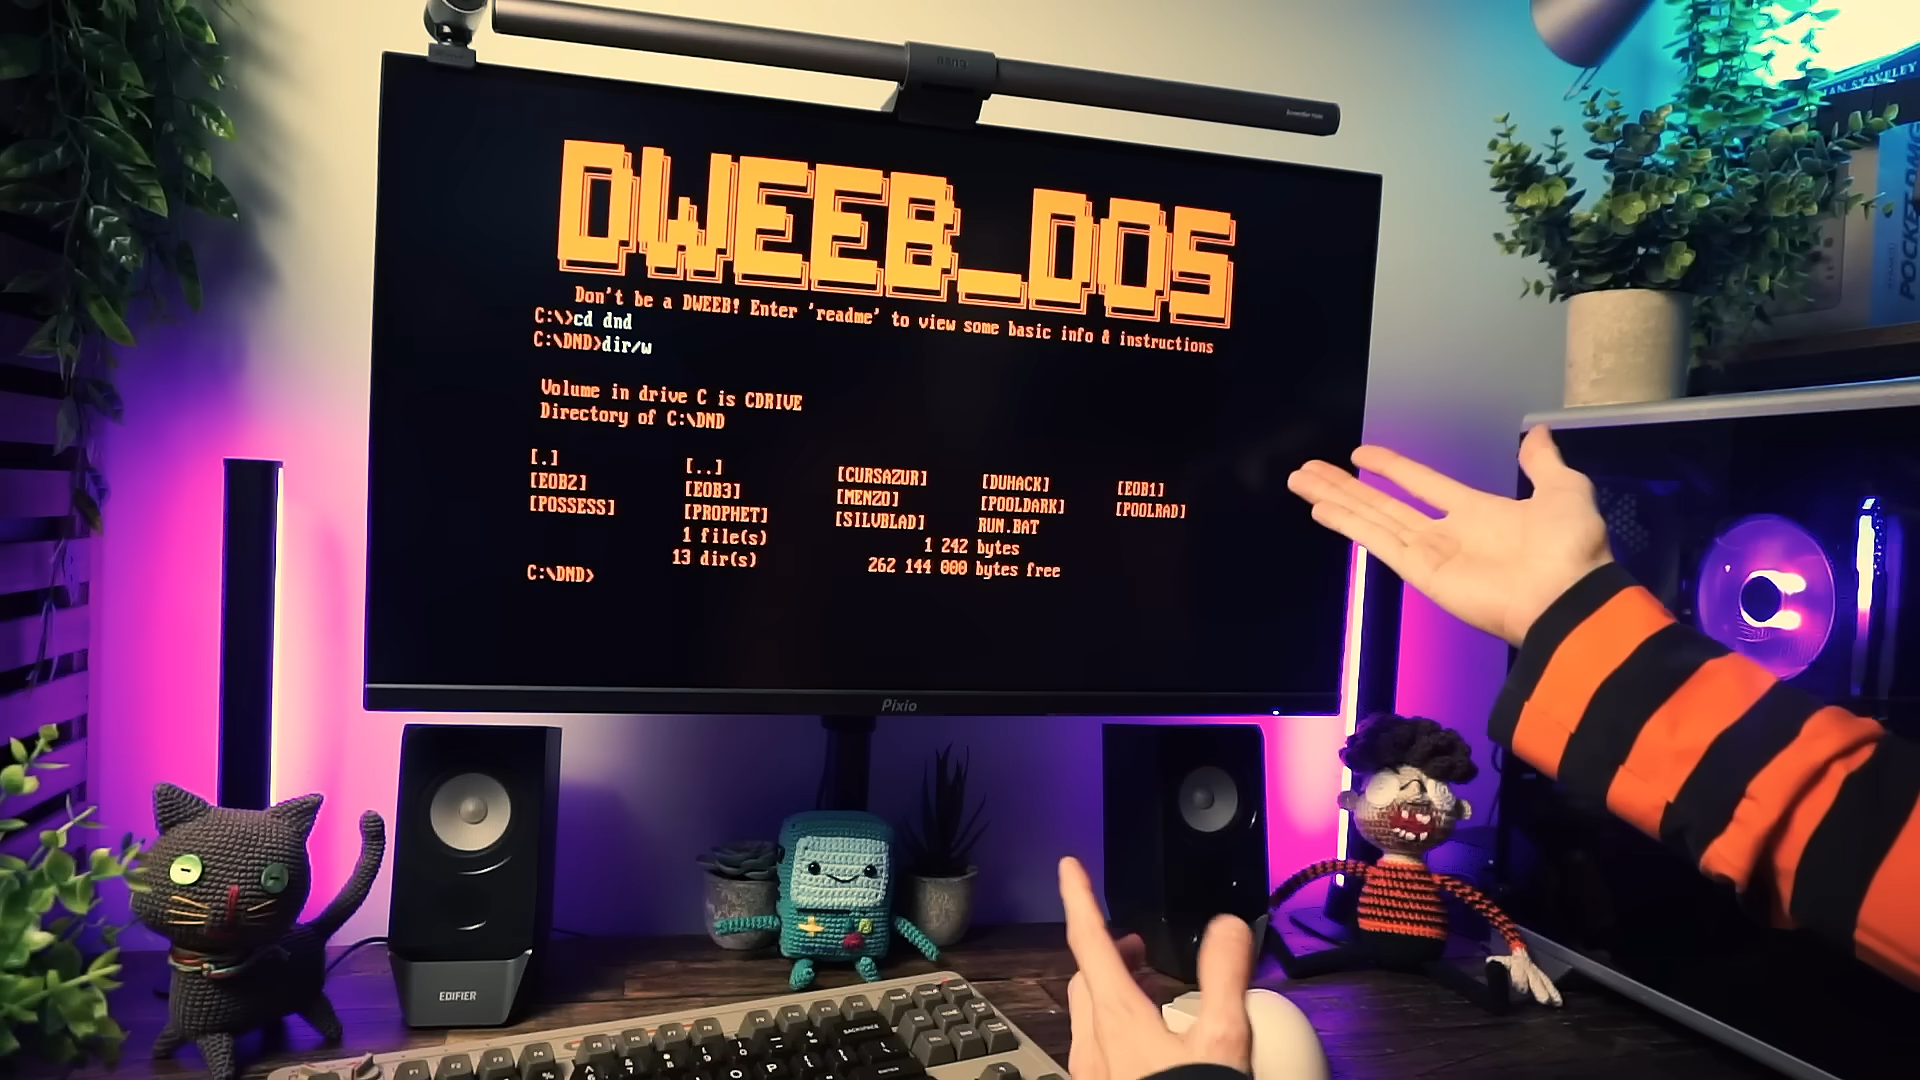 DWEEB_DOS
Don't be a DWEEB! Enter 'readme' to view some basic info & instructions
C:\>cd dnd
C:\DND>dir/w
Volume in drive C is CDRIVE
Directory of C:\DND
[.] [..] [CURSAZUR] [DUHACK] [EOB1]
[EOB2] [EOB3] [MENZO] [POOLDARK] [POOLRAD]
[POSSESS] [PROPHET] [SILVBLAD] RUN.BAT
1 file(s) 1 242 bytes
13 dir(s) 262 144 000 bytes free
C:\DND>
Pixio
EDIFIER
BACKSPACE
STAVELEY